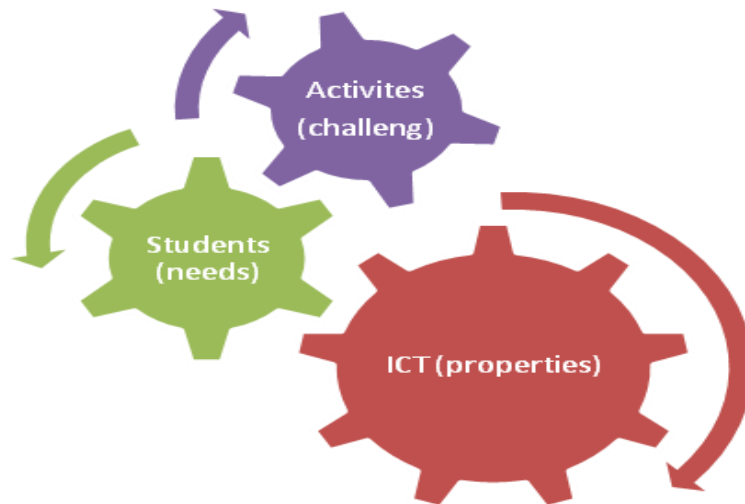 Activites
(challeng)
Students
(needs)
ICT (properties)